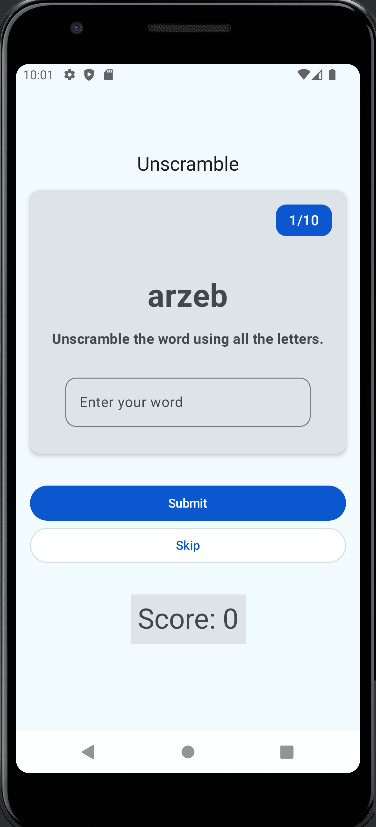 10:01
Unscramble
1/10
arzeb
Unscramble the word using all the letters.
Enter your word
Submit
Skip
Score: 0